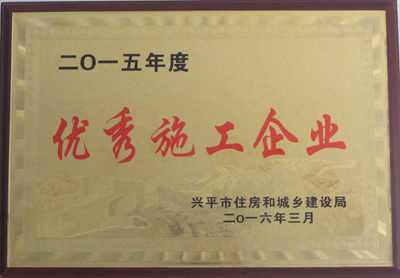 二〇一五年度
优秀施工企业
兴平市住房和城乡建设局
二〇一六年三月